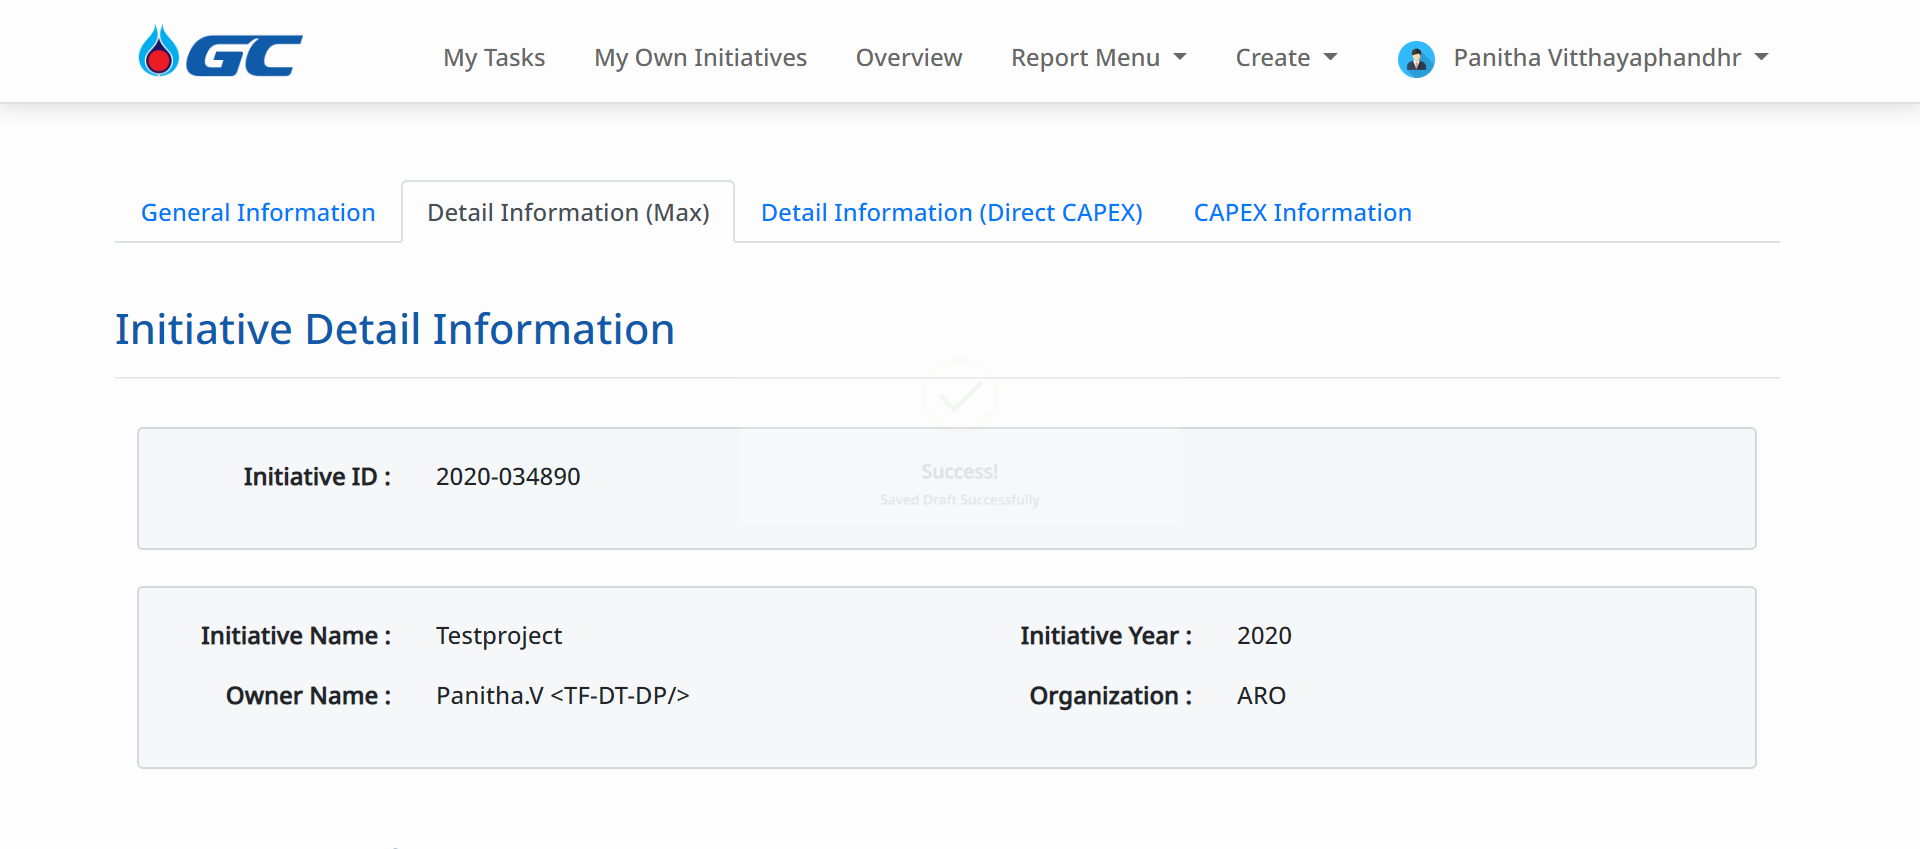 GC
My Tasks
My Own Initiatives
Overview
Report Menu
Create
Panitha Vitthayaphandhr
General Information
Detail Information (Max)
Detail Information (Direct CAPEX)
CAPEX Information
Initiative Detail Information
Initiative ID : 2020-034890
Success!
Saved Draft Successfully
Initiative Name : Testproject
Initiative Year : 2020
Owner Name : Panitha.V <TF-DT-DP/>
Organization : ARO